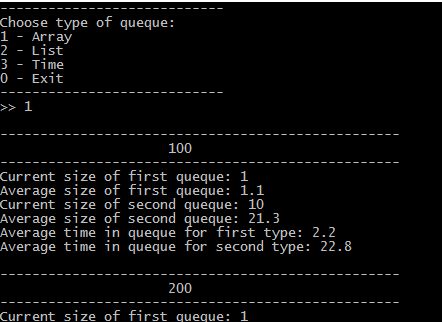 ----------------------------
Choose type of queque:
1 - Array
2 - List
3 - Time
0 - Exit
----------------------------
>> 1
--------------------------------------------------
100
--------------------------------------------------
Current size of first queque: 1
Average size of first queque: 1.1
Current size of second queque: 10
Average size of second queque: 21.3
Average time in queque for first type: 2.2
Average time in queque for second type: 22.8
--------------------------------------------------
200
--------------------------------------------------
Current size of first queque: 1